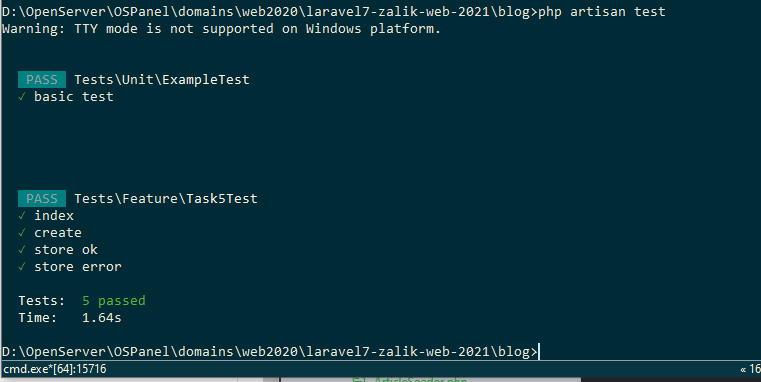 D:\OpenServer\OSPanel\domains\web2020\laravel7-zalik-web-2021\blog>php artisan test
Warning: TTY mode is not supported on Windows platform.
PASS Tests\Unit\ExampleTest
✓ basic test
PASS Tests\Feature\Task5Test
✓ index
✓ create
✓ store ok
✓ store error
Tests: 5 passed
Time: 1.64s
D:\OpenServer\OSPanel\domains\web2020\laravel7-zalik-web-2021\blog>
cmd.exe*[64]:15716 « 16